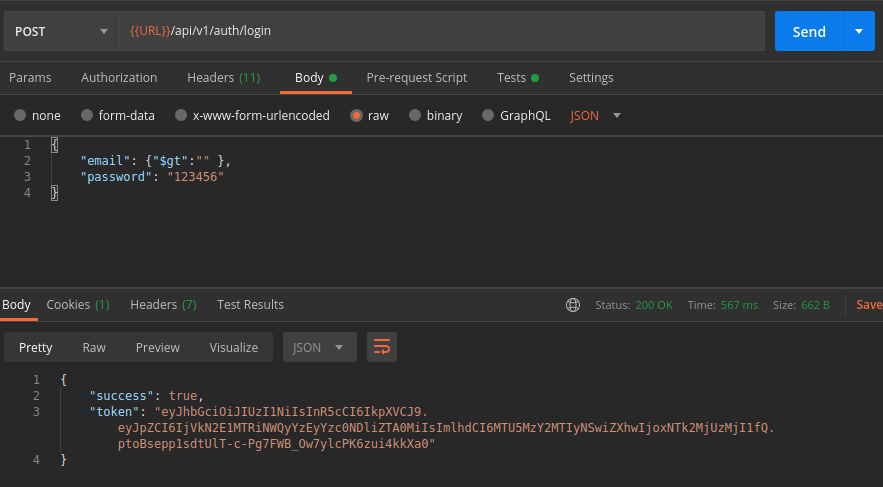 POST {{URL}}/api/v1/auth/login Send
Params Authorization Headers (11) Body Pre-request Script Tests Settings
none form-data x-www-form-urlencoded raw binary GraphQL JSON
1 {
2 "email": {"$gt":"" },
3 "password": "123456"
4 }
Body Cookies (1) Headers (7) Test Results Status: 200 OK Time: 567 ms Size: 662 B Save
Pretty Raw Preview Visualize JSON
1 {
2 "success": true,
3 "token": "eyJhbGciOiJIUzI1NiIsInR5cCI6IkpXVCJ9.
eyJpZCI6IjVkN2E1MTRiNWQyYzEyYzc0NDliZTA0MiIsImlhdCI6MTU5MzY2MTIyNSwiZXhwIjoxNTk2MjUzMjI1fQ.
ptoBsepp1sdtUlT-c-Pg7FWB_Ow7ylcPK6zui4kkXa0"
4 }